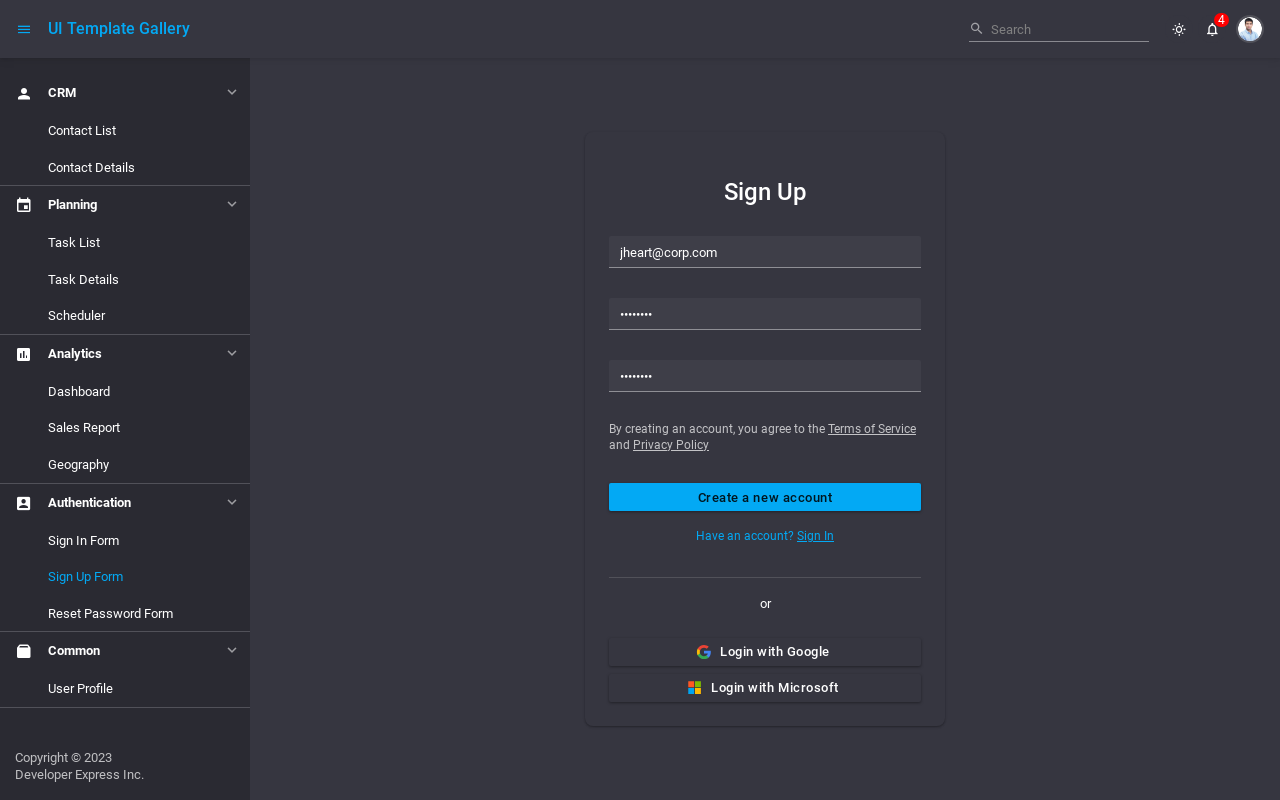 UI Template Gallery
Search
4
CRM
Contact List
Contact Details
Planning
Task List
Task Details
Scheduler
Analytics
Dashboard
Sales Report
Geography
Authentication
Sign In Form
Sign Up Form
Reset Password Form
Common
User Profile
Copyright © 2023
Developer Express Inc.
Sign Up
jheart@corp.com
••••••••
••••••••
By creating an account, you agree to the Terms of Service
and Privacy Policy
Create a new account
Have an account? Sign In
or
Login with Google
Login with Microsoft